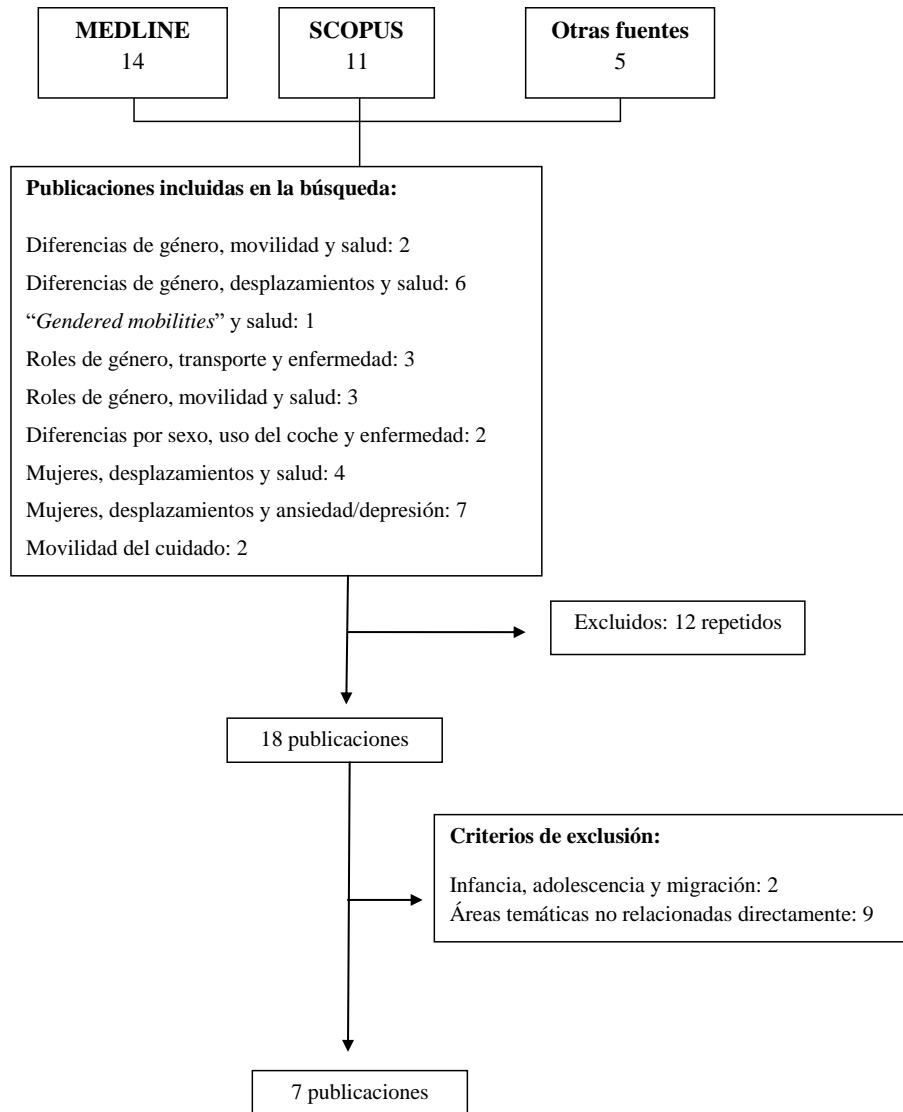 MEDLINE
14
SCOPUS
11
Otras fuentes
5
Publicaciones incluidas en la búsqueda:
Diferencias de género, movilidad y salud: 2
Diferencias de género, desplazamientos y salud: 6
“Gendered mobilities” y salud: 1
Roles de género, transporte y enfermedad: 3
Roles de género, movilidad y salud: 3
Diferencias por sexo, uso del coche y enfermedad: 2
Mujeres, desplazamientos y salud: 4
Mujeres, desplazamientos y ansiedad/depresión: 7
Movilidad del cuidado: 2
Excluidos: 12 repetidos
18 publicaciones
Criterios de exclusión:
Infancia, adolescencia y migración: 2
Áreas temáticas no relacionadas directamente: 9
7 publicaciones